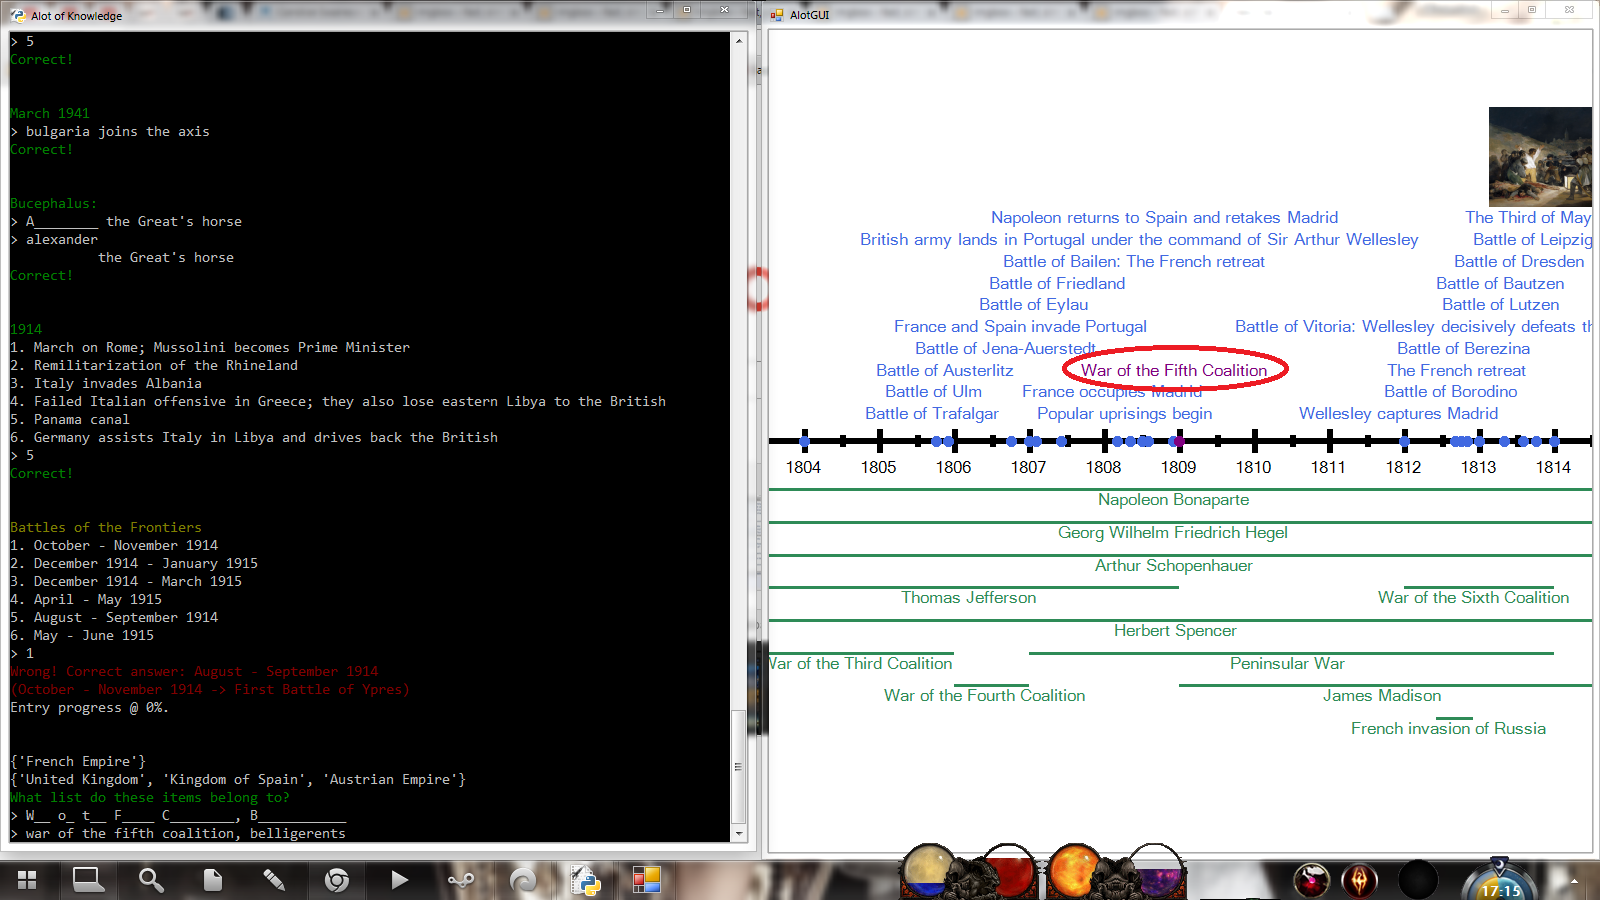 Alot of Knowledge
> 5
Correct!
March 1941
> bulgaria joins the axis
Correct!
Bucephalus:
> A________ the Great's horse
> alexander
the Great's horse
Correct!
1914
1. March on Rome; Mussolini becomes Prime Minister
2. Remilitarization of the Rhineland
3. Italy invades Albania
4. Failed Italian offensive in Greece; they also lose eastern Libya to the British
5. Panama canal
6. Germany assists Italy in Libya and drives back the British
> 5
Correct!
Battles of the Frontiers
1. October - November 1914
2. December 1914 - January 1915
3. December 1914 - March 1915
4. April - May 1915
5. August - September 1914
6. May - June 1915
> 1
Wrong! Correct answer: August - September 1914
(October - November 1914 -> First Battle of Ypres)
Entry progress @ 0%.
{'French Empire'}
{'United Kingdom', 'Kingdom of Spain', 'Austrian Empire'}
What list do these items belong to?
> W__ o_ t__ F____ C________, B___________
> war of the fifth coalition, belligerents
AlotGUI
Napoleon returns to Spain and retakes Madrid The Third of May
British army lands in Portugal under the command of Sir Arthur Wellesley Battle of Leipzig
Battle of Bailen: The French retreat Battle of Dresden
Battle of Friedland Battle of Bautzen
Battle of Eylau Battle of Lutzen
France and Spain invade Portugal Battle of Vitoria: Wellesley decisively defeats th
Battle of Jena-Auerstedt Battle of Berezina
Battle of Austerlitz War of the Fifth Coalition The French retreat
Battle of Ulm France occupies Madrid Battle of Borodino
Battle of Trafalgar Popular uprisings begin Wellesley captures Madrid
1804 1805 1806 1807 1808 1809 1810 1811 1812 1813 1814
Napoleon Bonaparte
Georg Wilhelm Friedrich Hegel
Arthur Schopenhauer
Thomas Jefferson War of the Sixth Coalition
Herbert Spencer
War of the Third Coalition Peninsular War
War of the Fourth Coalition James Madison
French invasion of Russia
17:15